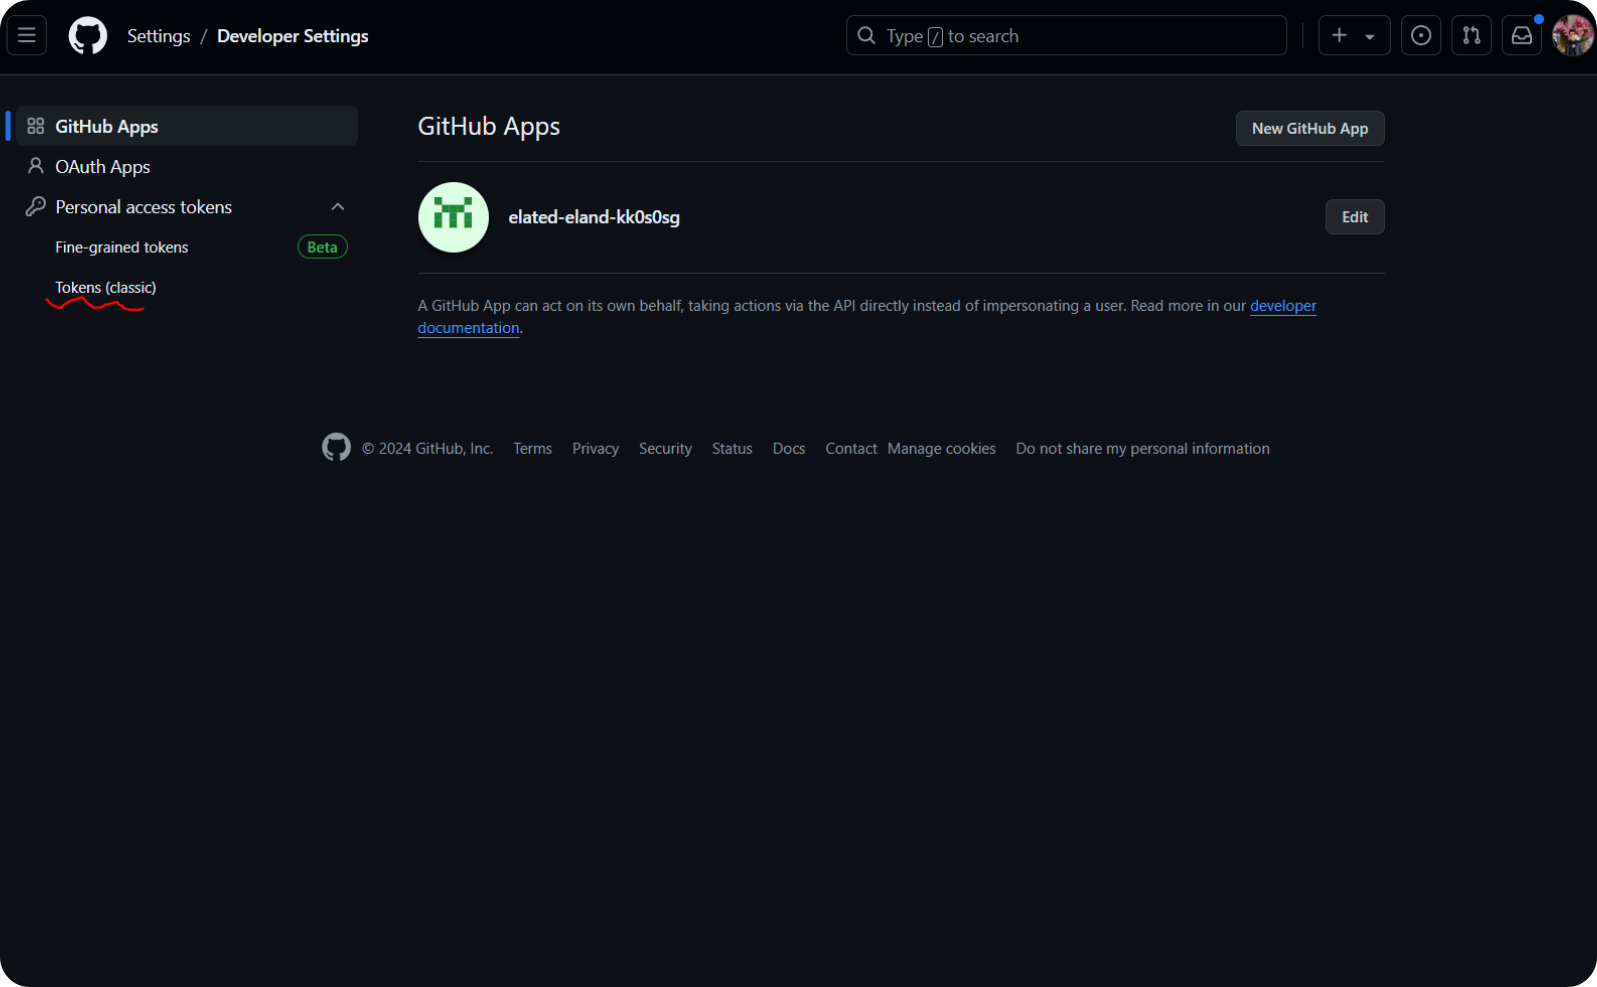 Settings / Developer Settings
Type / to search
GitHub Apps
OAuth Apps
Personal access tokens
Fine-grained tokens Beta
Tokens (classic)
GitHub Apps
New GitHub App
elated-eland-kk0s0sg
Edit
A GitHub App can act on its own behalf, taking actions via the API directly instead of impersonating a user. Read more in our developer
documentation.
© 2024 GitHub, Inc. Terms Privacy Security Status Docs Contact Manage cookies Do not share my personal information